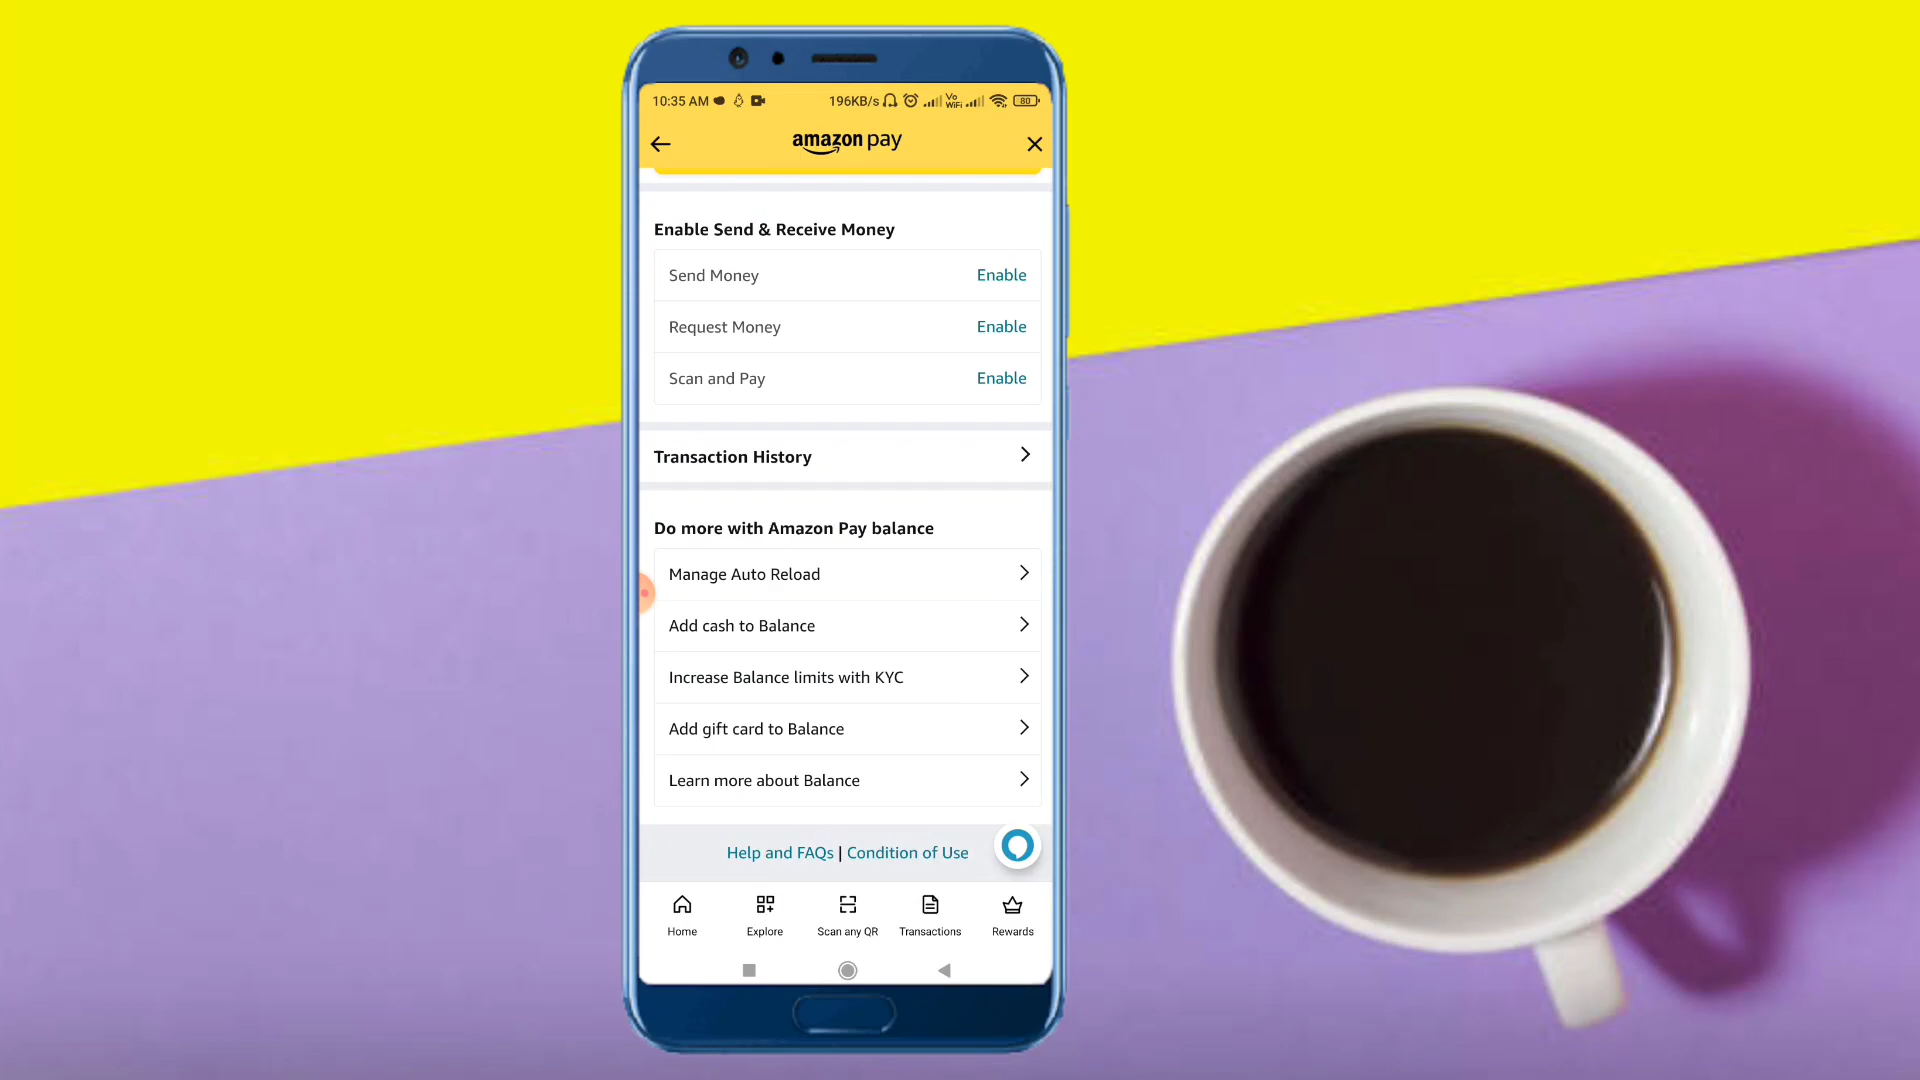 10:35 AM 196KB/s Vo WiFi 80
amazon pay
Enable Send & Receive Money
Send Money Enable
Request Money Enable
Scan and Pay Enable
Transaction History
Do more with Amazon Pay balance
Manage Auto Reload
Add cash to Balance
Increase Balance limits with KYC
Add gift card to Balance
Learn more about Balance
Help and FAQs | Condition of Use
Home Explore Scan any QR Transactions Rewards